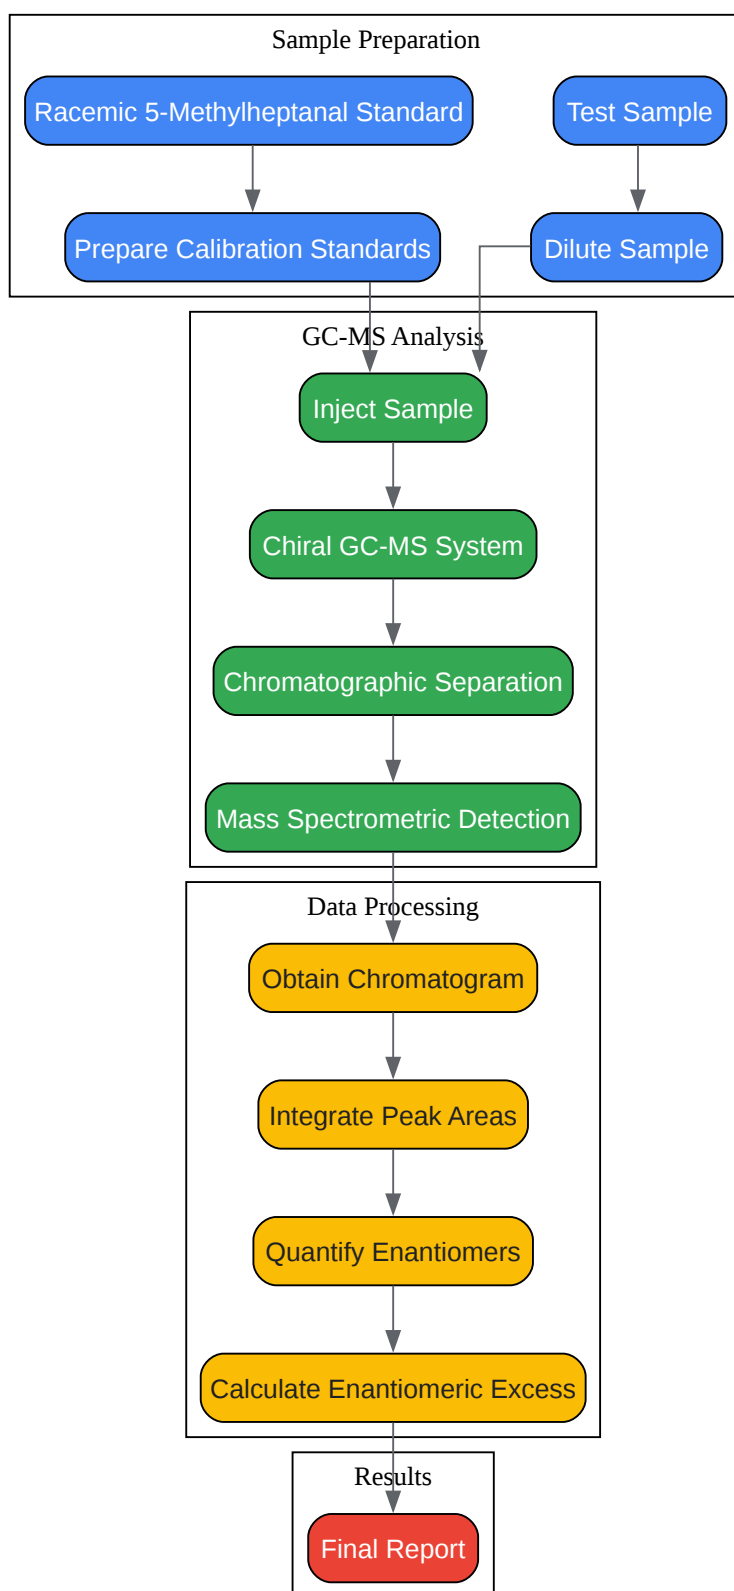 Sample Preparation
Racemic 5-Methylheptanal Standard
Test Sample
Prepare Calibration Standards
Dilute Sample
GC-MS Analysis
Inject Sample
Chiral GC-MS System
Chromatographic Separation
Mass Spectrometric Detection
Data Processing
Obtain Chromatogram
Integrate Peak Areas
Quantify Enantiomers
Calculate Enantiomeric Excess
Results
Final Report